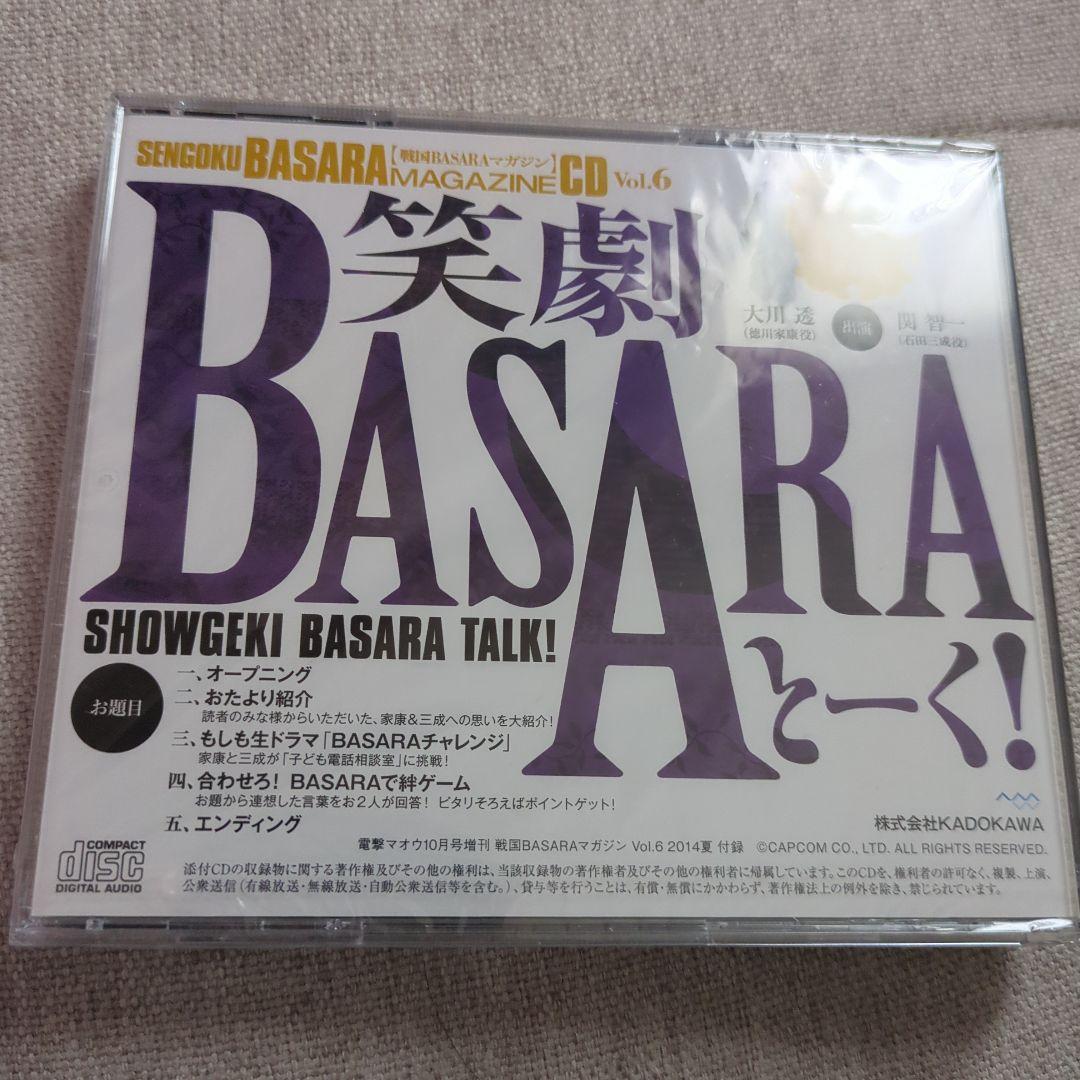 SENGOKU BASARA【戦国BASARAマガジン】MAGAZINE CD Vol.6
笑劇
BASARA
とーく!
大川 透
(徳川家康役)
出演
関 智一
(石田三成役)
SHOWGEKI BASARA TALK!
お題目
一、オープニング
二、おたより紹介
読者のみな様からいただいた、家康&三成への思いを大紹介!
三、もしも生ドラマ「BASARAチャレンジ」
家康と三成が「子ども電話相談室」に挑戦!
四、合わせろ! BASARAで絆ゲーム
お題から連想した言葉をお2人が回答! ピタリそろえばポイントゲット!
五、エンディング
株式会社KADOKAWA
COMPACT
disc
DIGITAL AUDIO
電撃マオウ10月号増刊 戦国BASARAマガジン Vol.6 2014夏 付録 ©CAPCOM CO., LTD. ALL RIGHTS RESERVED.
添付CDの収録物に関する著作権及びその他の権利は、当該収録物の著作権者及びその他の権利者に帰属しています。このCDを、権利者の許可なく、複製、上演、
公衆送信(有線放送・無線放送・自動公衆送信等を含む。)、貸与等を行うことは、有償・無償にかかわらず、著作権法上の例外を除き、禁じられています。